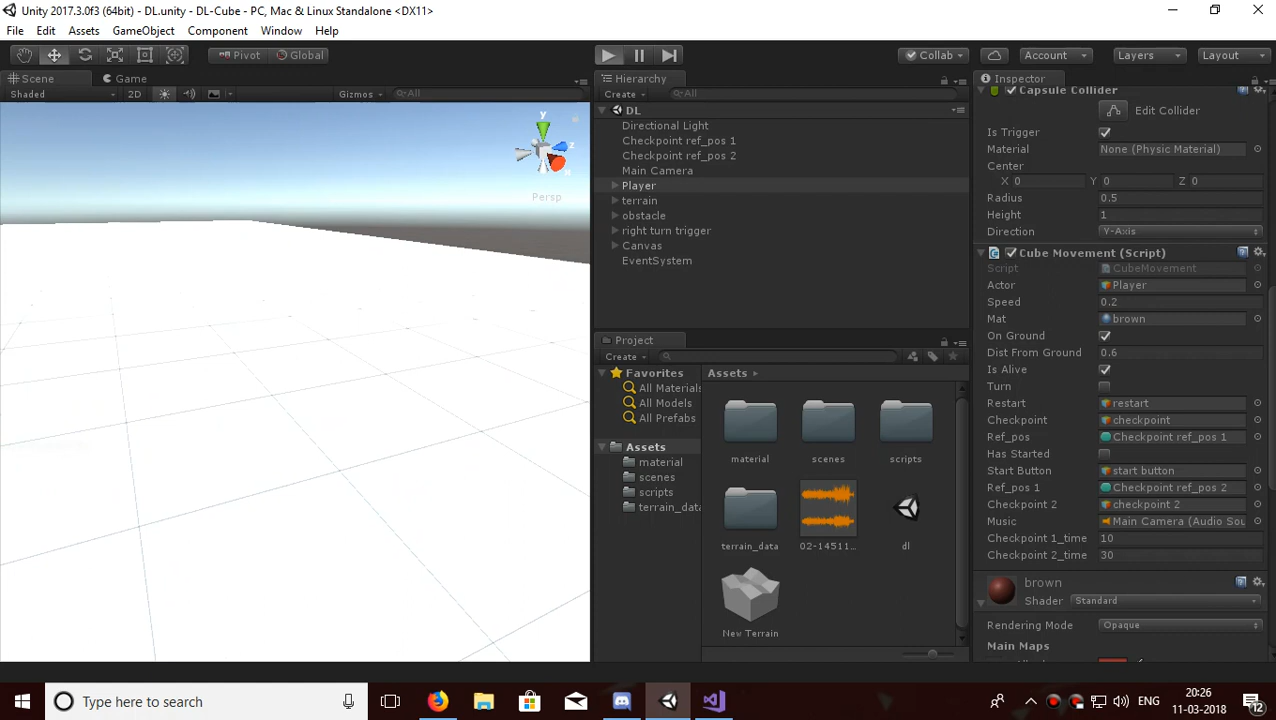 Unity 2017.3.0f3 (64bit) - DL.unity - DL-Cube - PC, Mac & Linux Standalone <DX11>
File Edit Assets GameObject Component Window Help
Pivot Global Collab Account Layers Layout
Scene Game
Shaded 2D Gizmos All
y
z
x
Persp
Hierarchy
Create All
DL
Directional Light
Checkpoint ref_pos 1
Checkpoint ref_pos 2
Main Camera
Player
terrain
obstacle
right turn trigger
Canvas
EventSystem
Project
Create
Favorites
All Materials
All Models
All Prefabs
Assets
material
scenes
scripts
terrain_data
Assets
material
scenes
scripts
terrain_data
02-14511...
dl
New Terrain
Inspector
Capsule Collider
Edit Collider
Is Trigger
Material None (Physic Material)
Center
X 0 Y 0 Z 0
Radius 0.5
Height 1
Direction Y-Axis
Cube Movement (Script)
Script CubeMovement
Actor Player
Speed 0.2
Mat brown
On Ground
Dist From Ground 0.6
Is Alive
Turn
Restart restart
Checkpoint checkpoint
Ref_pos Checkpoint ref_pos 1
Has Started
Start Button start button
Ref_pos 1 Checkpoint ref_pos 2
Checkpoint 2 checkpoint 2
Music Main Camera (Audio Sou
Checkpoint 1_time 10
Checkpoint 2_time 30
brown
Shader Standard
Rendering Mode Opaque
Main Maps
Type here to search
ENG
20:26
11-03-2018
12